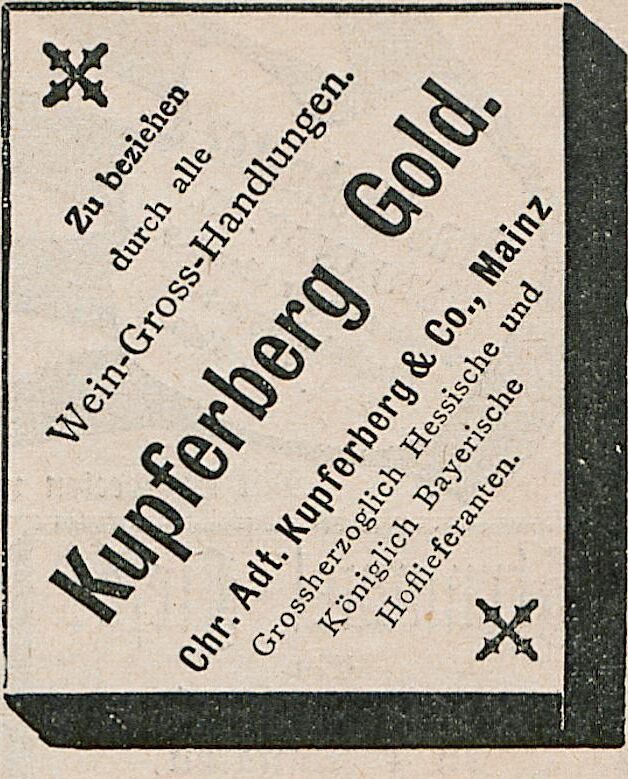 Zu beziehen
durch alle
Wein-Gross-Handlungen.
Kupferberg Gold.
Chr. Adt. Kupferberg & Co., Mainz
Grossherzoglich Hessische und
Königlich Bayerische
Hoflieferanten.